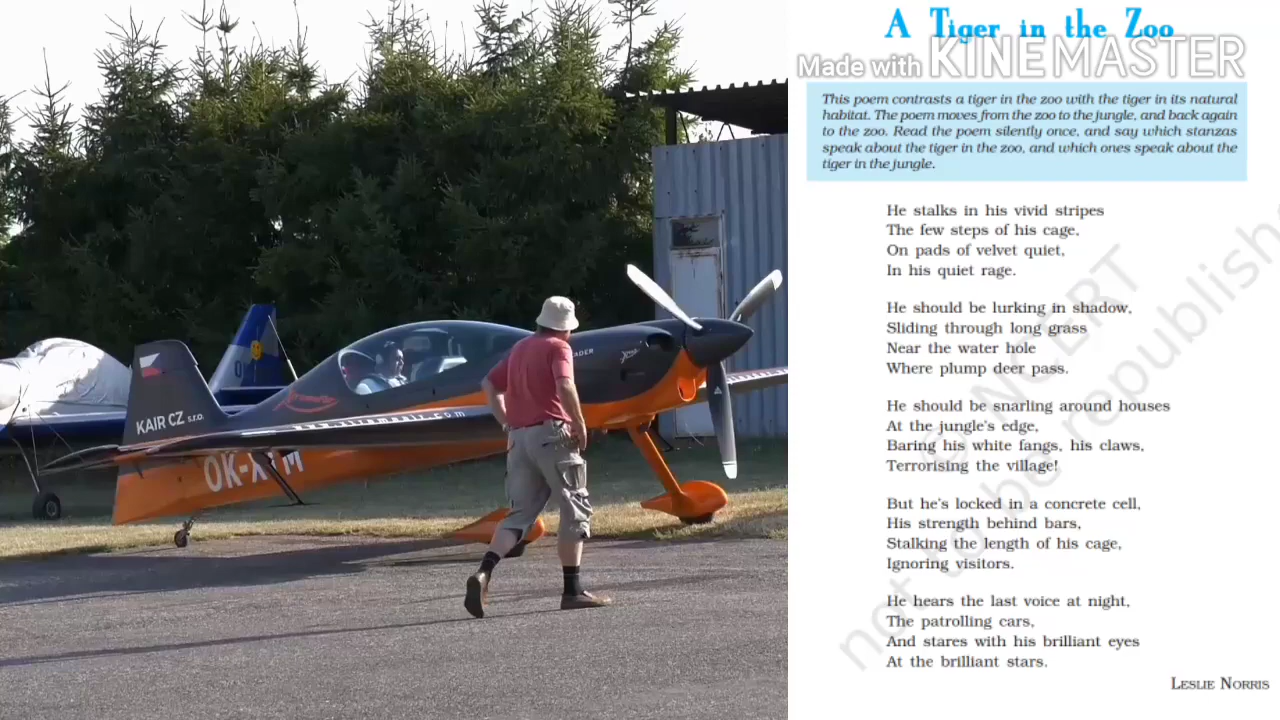 KAIR CZ s.r.o.
OK-X
M
A Tiger in the Zoo
Made with KINEMASTER
This poem contrasts a tiger in the zoo with the tiger in its natural
habitat. The poem moves from the zoo to the jungle, and back again
to the zoo. Read the poem silently once, and say which stanzas
speak about the tiger in the zoo, and which ones speak about the
tiger in the jungle.
He stalks in his vivid stripes
The few steps of his cage,
On pads of velvet quiet,
In his quiet rage.
He should be lurking in shadow,
Sliding through long grass
Near the water hole
Where plump deer pass.
He should be snarling around houses
At the jungle's edge,
Baring his white fangs, his claws,
Terrorising the village!
But he's locked in a concrete cell,
His strength behind bars,
Stalking the length of his cage,
Ignoring visitors.
He hears the last voice at night,
The patrolling cars,
And stares with his brilliant eyes
At the brilliant stars.
LESLIE NORRIS
© NCERT
not to be republished